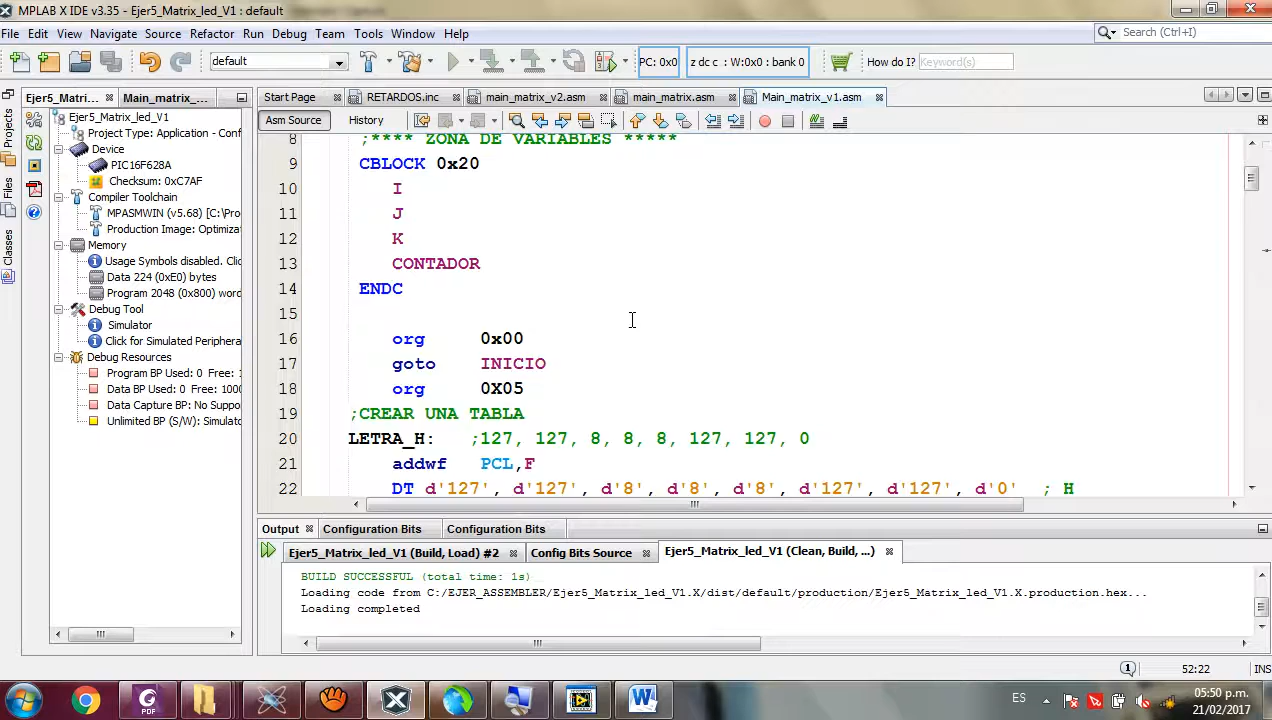 MPLAB X IDE v3.35 - Ejer5_Matrix_led_V1 : default
File Edit View Navigate Source Refactor Run Debug Team Tools Window Help
Search (Ctrl+I)
default
PC: 0x0
z dc c : W:0x0 : bank 0
How do I?
Keyword(s)
Ejer5_Matri...
Main_matrix_...
Start Page
RETARDOS.inc
main_matrix_v2.asm
main_matrix.asm
Main_matrix_v1.asm
Asm Source
History
Projects
Files
Classes
Ejer5_Matrix_led_V1
Project Type: Application - Conf
Device
PIC16F628A
Checksum: 0xC7AF
Compiler Toolchain
MPASMWIN (v5.68) [C:\Pro
Production Image: Optimizat
Memory
Usage Symbols disabled. Clic
Data 224 (0xE0) bytes
Program 2048 (0x800) word
Debug Tool
Simulator
Click for Simulated Periphera
Debug Resources
Program BP Used: 0 Free: 1
Data BP Used: 0 Free: 1000
Data Capture BP: No Suppo
Unlimited BP (S/W): Simulato
8 ;**** ZONA DE VARIABLES *****
9 CBLOCK 0x20
10 I
11 J
12 K
13 CONTADOR
14 ENDC
15
16 org 0x00
17 goto INICIO
18 org 0X05
19 ;CREAR UNA TABLA
20 LETRA_H: ;127, 127, 8, 8, 8, 127, 127, 0
21 addwf PCL,F
22 DT d'127', d'127', d'8', d'8', d'8', d'127', d'127', d'0' ; H
Output
Configuration Bits
Configuration Bits
Ejer5_Matrix_led_V1 (Build, Load) #2
Config Bits Source
Ejer5_Matrix_led_V1 (Clean, Build, ...)
BUILD SUCCESSFUL (total time: 1s)
Loading code from C:/EJER_ASSEMBLER/Ejer5_Matrix_led_V1.X/dist/default/production/Ejer5_Matrix_led_V1.X.production.hex...
Loading completed
1
52:22
INS
PDF
ES
05:50 p.m.
21/02/2017